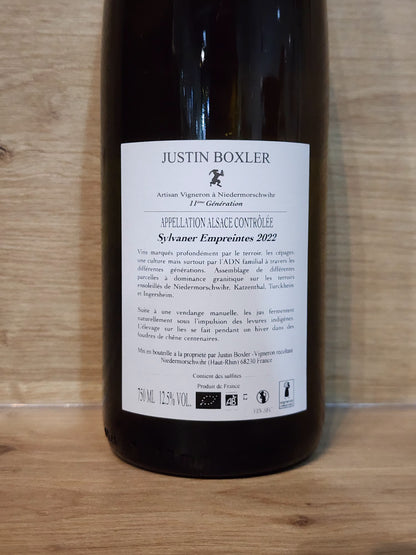 JUSTIN BOXLER
Artisan Vigneron à Niedermorschwihr
11ème Génération
APPELLATION ALSACE CONTRÔLÉE
Sylvaner Empreintes 2022
Vins marqués profondément par le terroir, les cépages,
une culture mais surtout par l'ADN familial à travers les
différentes générations. Assemblage de différentes
parcelles à dominance granitique sur les terroirs
ensoleillés de Niedermorschwihr, Katzenthal, Turckheim
et Ingersheim.
Suite à une vendange manuelle, les jus fermentent
naturellement sous l'impulsion des levures indigènes.
L'élevage sur lies se fait pendant un hiver dans des
foudres de chêne centenaires.
Mis en bouteille à la propriété par Justin Boxler - Vigneron récoltant
Niedermorschwihr (Haut-Rhin) 68230 France
Contient des sulfites
Produit de France
750 ML 12.5% VOL.
AB